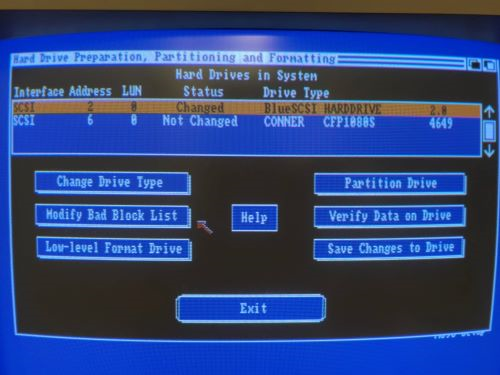 Hard Drive Preparation, Partitioning and Formatting
Hard Drives in System
Interface Address LUN Status Drive Type
SCSI 2 0 Changed BlueSCSI HARDDRIVE 2.0
SCSI 6 0 Not Changed CONNER CFP1080S 4649
Change Drive Type
Partition Drive
Modify Bad Block List
Help
Verify Data on Drive
Low-level Format Drive
Save Changes to Drive
Exit